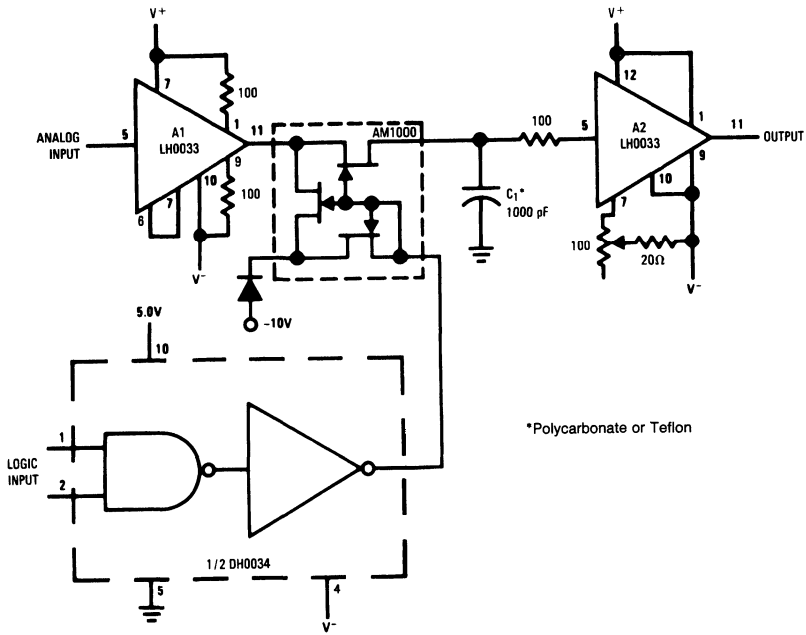 V+
V+
7
12
100
1
AM1000
100
1
ANALOG
INPUT
5
A1
LH0033
11
5
A2
LH0033
11
OUTPUT
9
10
7
6
100
V-
C1*
1000 pF
9
10
7
100
20Ω
V-
-10V
5.0V
10
*Polycarbonate or Teflon
LOGIC
INPUT
1
2
1/2 DH0034
5
4
V-